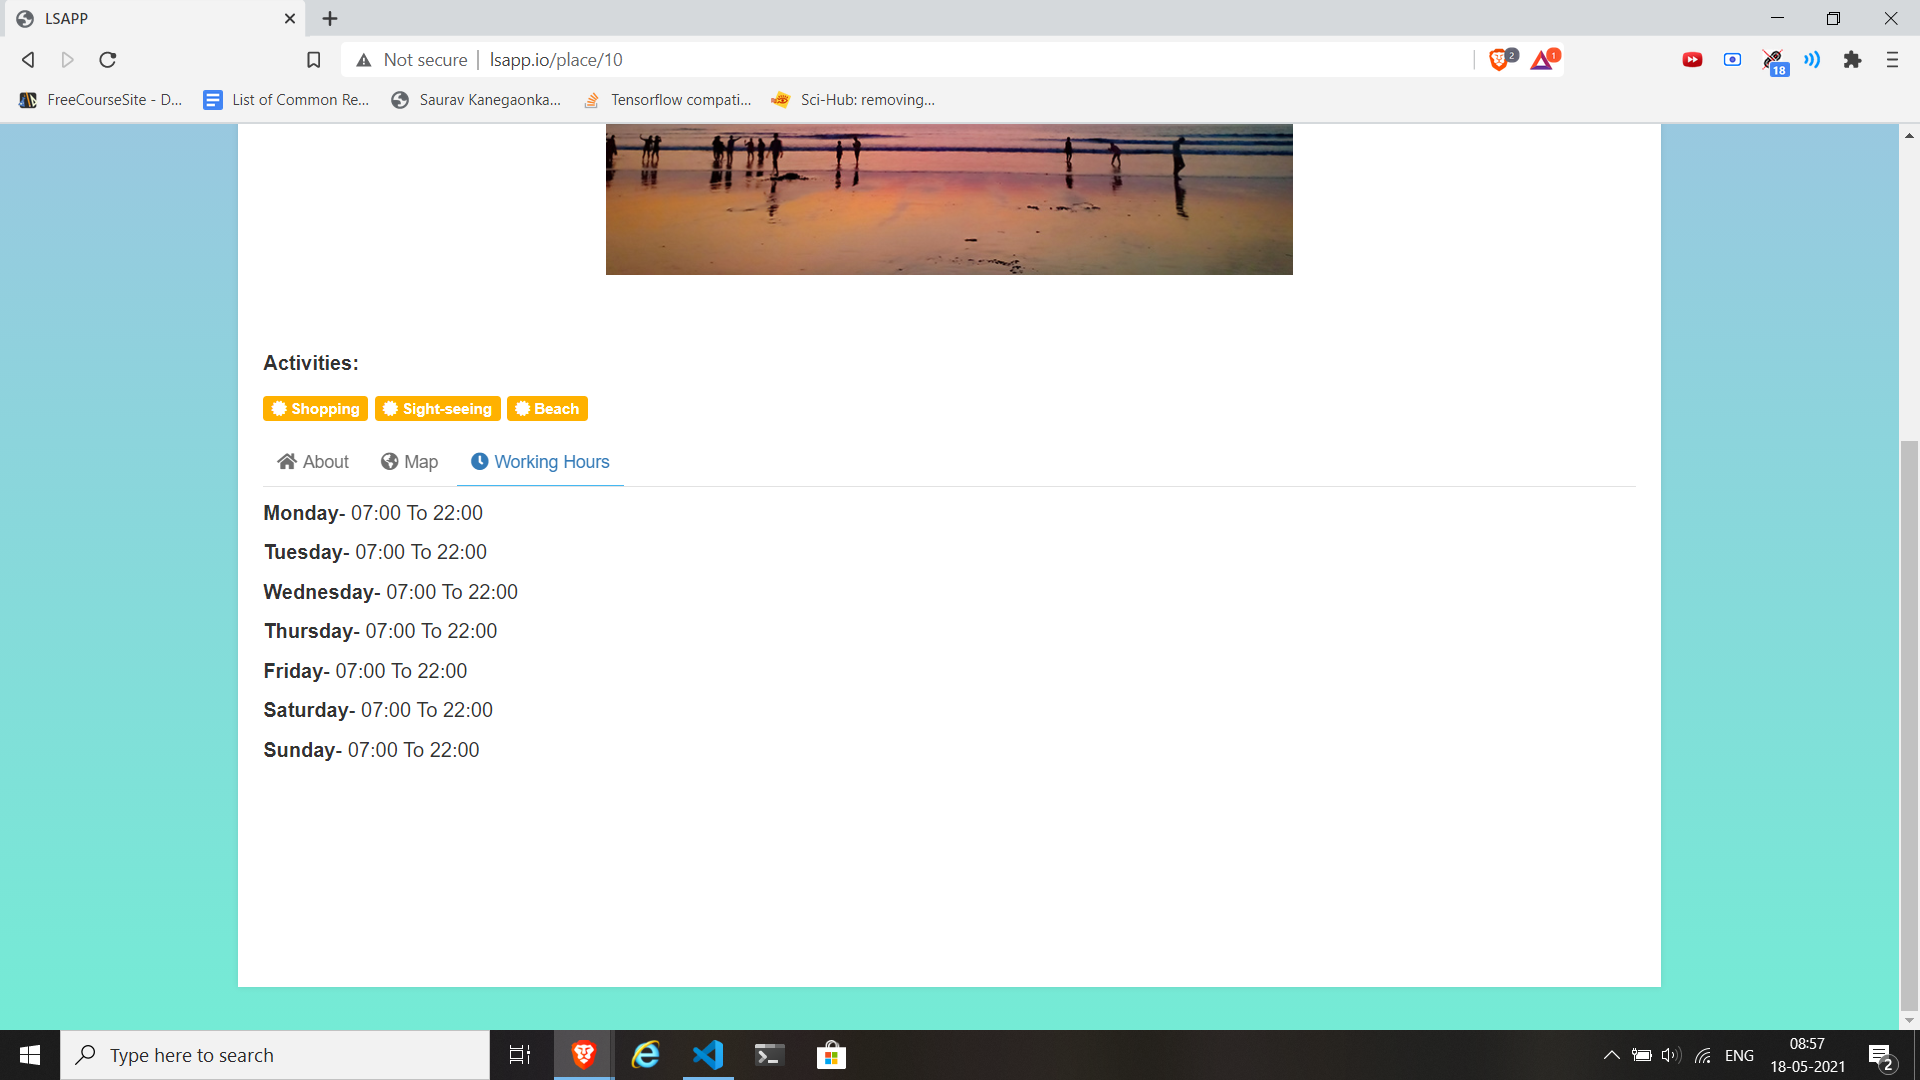 LSAPP
Not secure
lsapp.io/place/10
2
1
18
FreeCourseSite - D...
List of Common Re...
Saurav Kanegaonka...
Tensorflow compati...
Sci-Hub: removing...
Activities:
Shopping
Sight-seeing
Beach
About
Map
Working Hours
Monday- 07:00 To 22:00
Tuesday- 07:00 To 22:00
Wednesday- 07:00 To 22:00
Thursday- 07:00 To 22:00
Friday- 07:00 To 22:00
Saturday- 07:00 To 22:00
Sunday- 07:00 To 22:00
Type here to search
ENG
08:57
18-05-2021
2